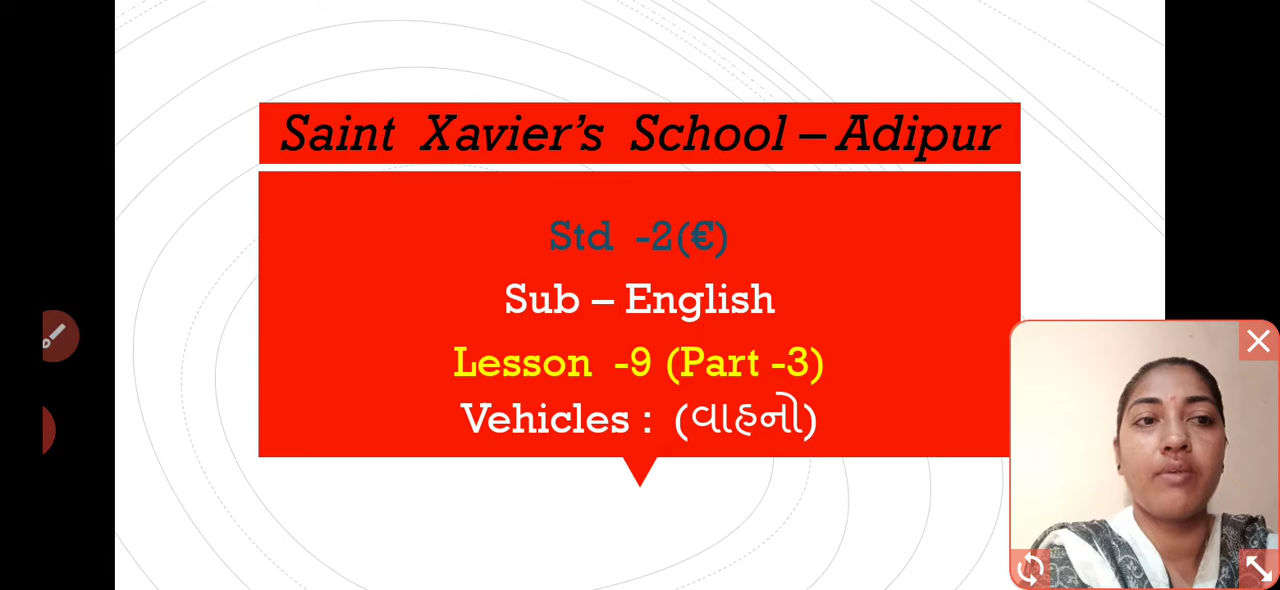 Saint Xavier's School – Adipur
Std -2(€)
Sub – English
Lesson -9 (Part -3)
Vehicles : (વાહનો)